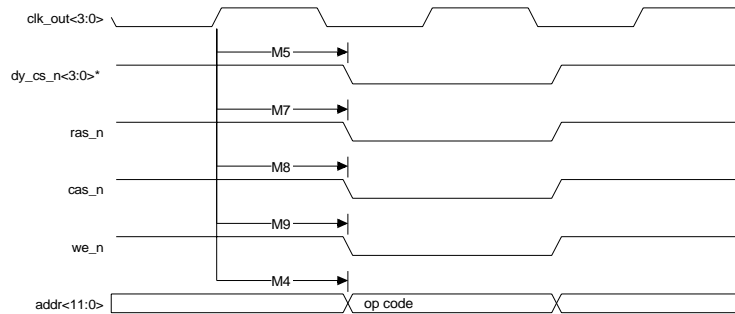 clk_out<3:0>
M5
dy_cs_n<3:0>*
M7
ras_n
M8
cas_n
M9
we_n
M4
addr<11:0>
op code